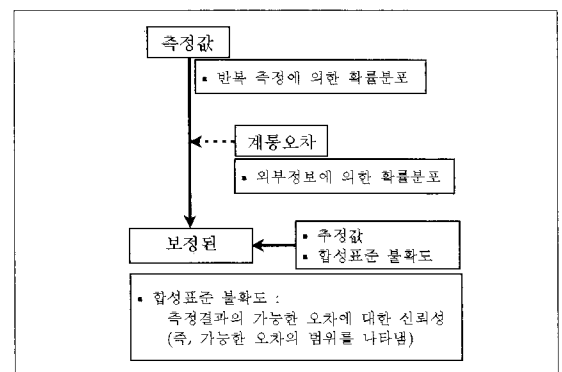 측정값
▪ 반복 측정에 의한 확률분포
계통오차
▪ 외부정보에 의한 확률분포
보정된
▪ 추정값
▪ 합성표준 불확도
▪ 합성표준 불확도 :
측정결과의 가능한 오차에 대한 신뢰성
(즉, 가능한 오차의 범위를 나타냄)